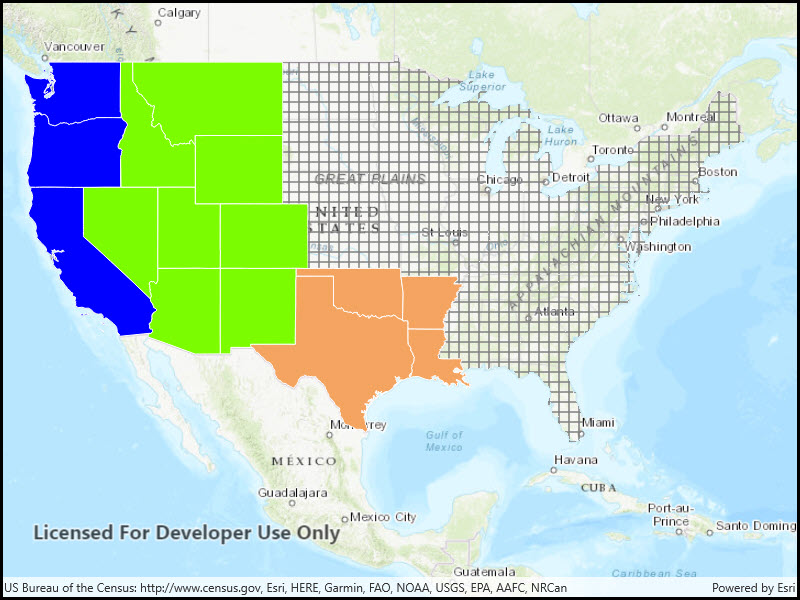 Calgary
Vancouver
Lake
Superior
Ottawa
Montreal
Lake
Huron
Toronto
Mississippi
Boston
GREAT PLAINS
Chicago
Detroit
APPALACHIAN MOUNTAINS
New York
NITED
STATES
Philadelphia
St Louis
Ohio
Washington
Atlanta
Miami
Gulf of
Mexico
MÉXICO
Havana
CUBA
Guadalajara
Mexico City
Port-au-
Prince
Santo Doming
Licensed For Developer Use Only
Guatemala
Caribbean Sea
US Bureau of the Census: http://www.census.gov, Esri, HERE, Garmin, FAO, NOAA, USGS, EPA, AAFC, NRCan
Powered by Esri